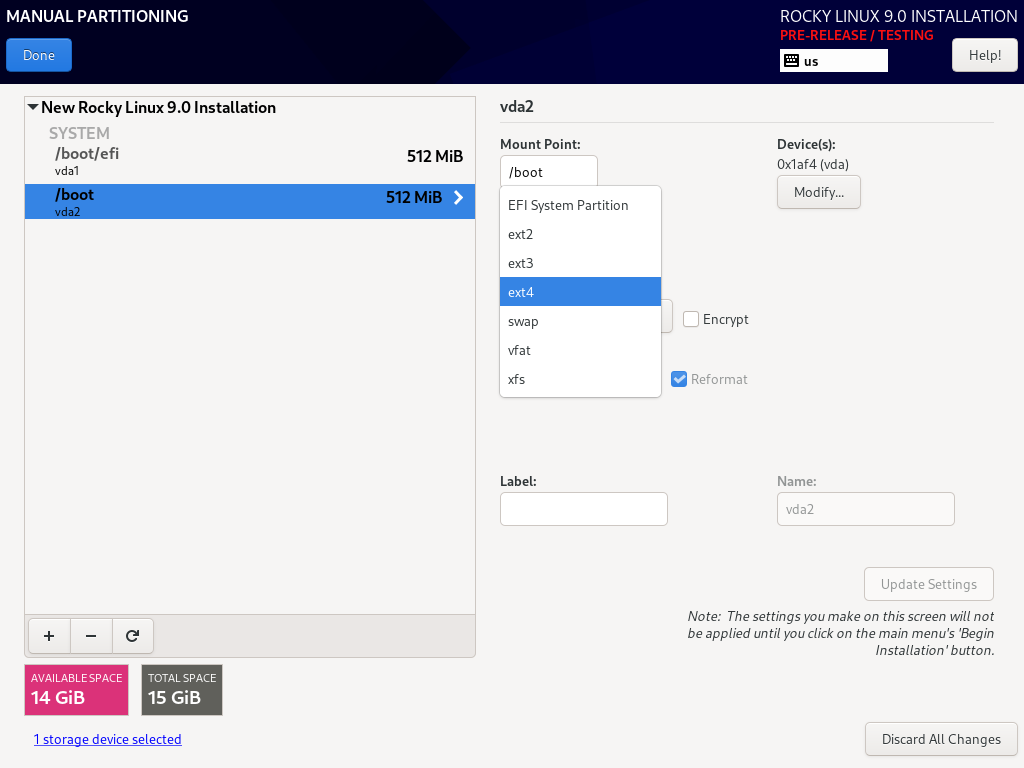 MANUAL PARTITIONING
ROCKY LINUX 9.0 INSTALLATION
PRE-RELEASE / TESTING
Done
us
Help!
New Rocky Linux 9.0 Installation
SYSTEM
/boot/efi
512 MiB
vda1
/boot
512 MiB
vda2
+
−
AVAILABLE SPACE
14 GiB
TOTAL SPACE
15 GiB
1 storage device selected
vda2
Mount Point:
/boot
Device(s):
0x1af4 (vda)
Modify...
EFI System Partition
ext2
ext3
ext4
swap
vfat
xfs
Encrypt
Reformat
Label:
Name:
vda2
Update Settings
Note:  The settings you make on this screen will not
be applied until you click on the main menu's 'Begin
Installation' button.
Discard All Changes